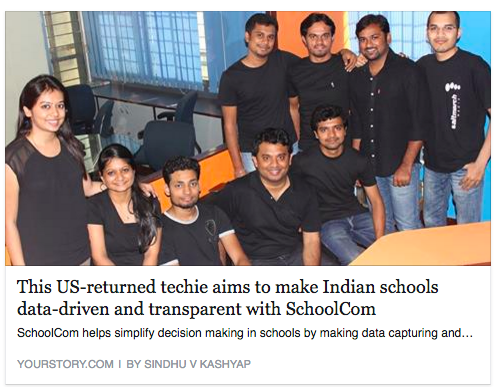 saltmarch
This US-returned techie aims to make Indian schools
data-driven and transparent with SchoolCom
SchoolCom helps simplify decision making in schools by making data capturing and…
YOURSTORY.COM | BY SINDHU V KASHYAP